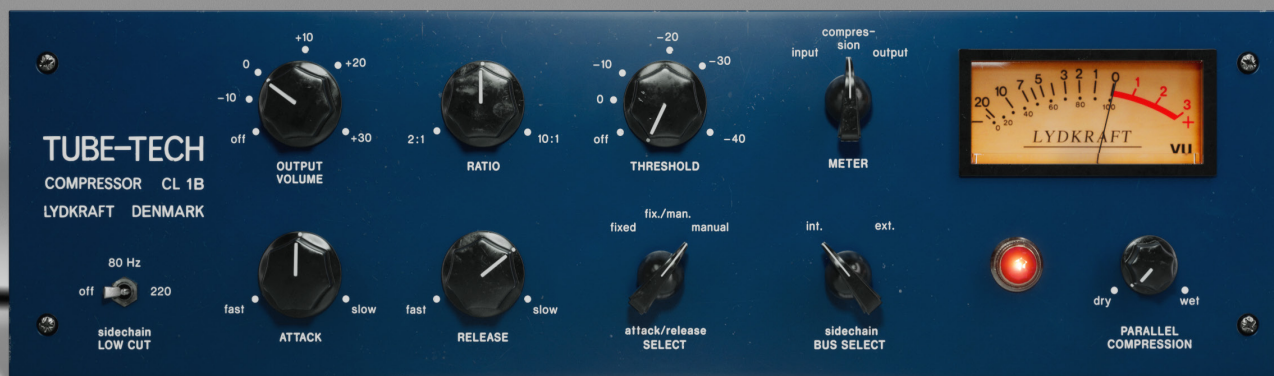 +10
0
+20
-10
off
+30
OUTPUT
VOLUME
2:1
10:1
RATIO
-20
-10
-30
0
off
-40
THRESHOLD
compres-
sion
input
output
METER
20 10 7 5 3 2 1 0 1 2 3
0 20 40 60 80 100
- +
LYDKRAFT
VU
TUBE-TECH
COMPRESSOR CL 1B
LYDKRAFT DENMARK
80 Hz
off
220
sidechain
LOW CUT
fast
slow
ATTACK
fast
slow
RELEASE
fix./man.
fixed
manual
attack/release
SELECT
int.
ext.
sidechain
BUS SELECT
dry
wet
PARALLEL
COMPRESSION